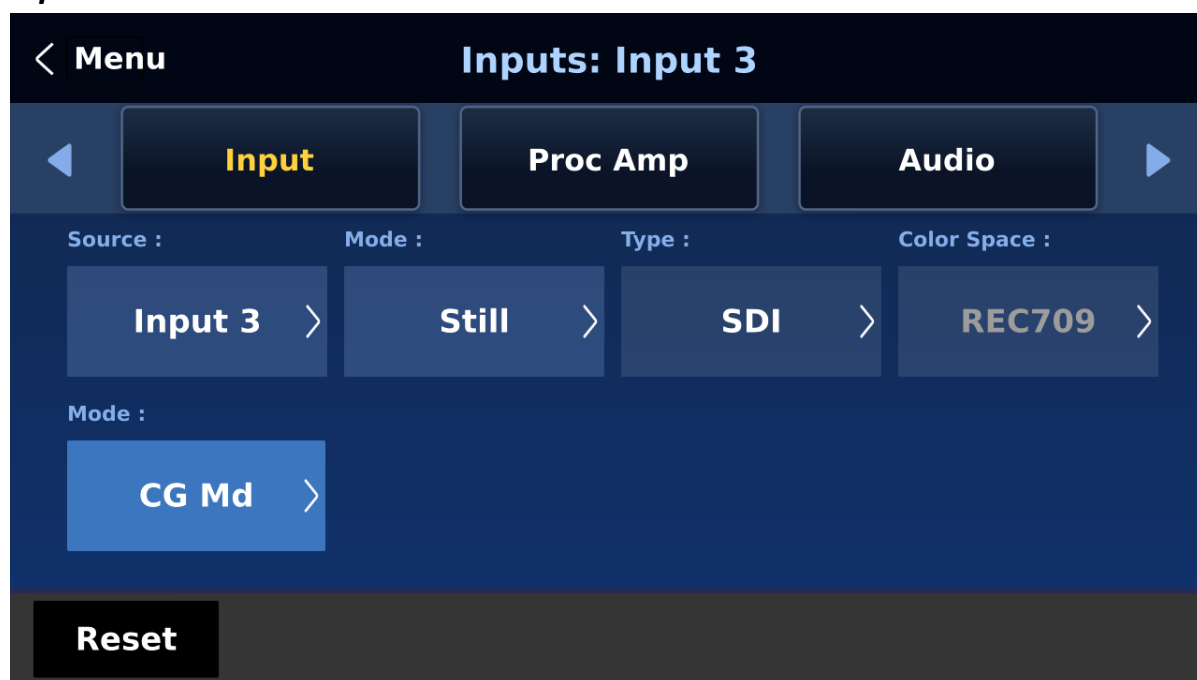 Menu
Inputs: Input 3
Input
Proc Amp
Audio
Source :
Mode :
Type :
Color Space :
Input 3
Still
SDI
REC709
Mode :
CG Md
Reset